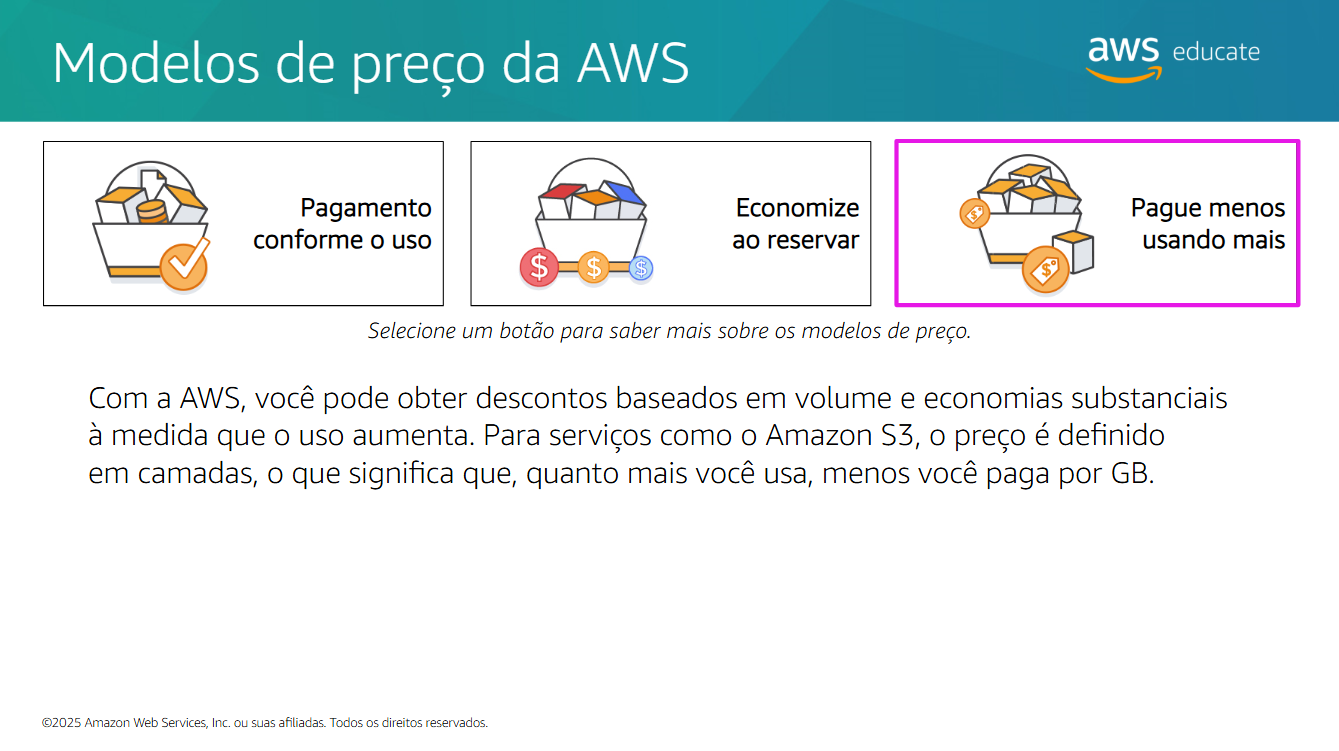 Modelos de preço da AWS
aws educate
Pagamento
conforme o uso
$ $ $
Economize
ao reservar
$
$
Pague menos
usando mais
Selecione um botão para saber mais sobre os modelos de preço.
Com a AWS, você pode obter descontos baseados em volume e economias substanciais
à medida que o uso aumenta. Para serviços como o Amazon S3, o preço é definido
em camadas, o que significa que, quanto mais você usa, menos você paga por GB.
©2025 Amazon Web Services, Inc. ou suas afiliadas. Todos os direitos reservados.